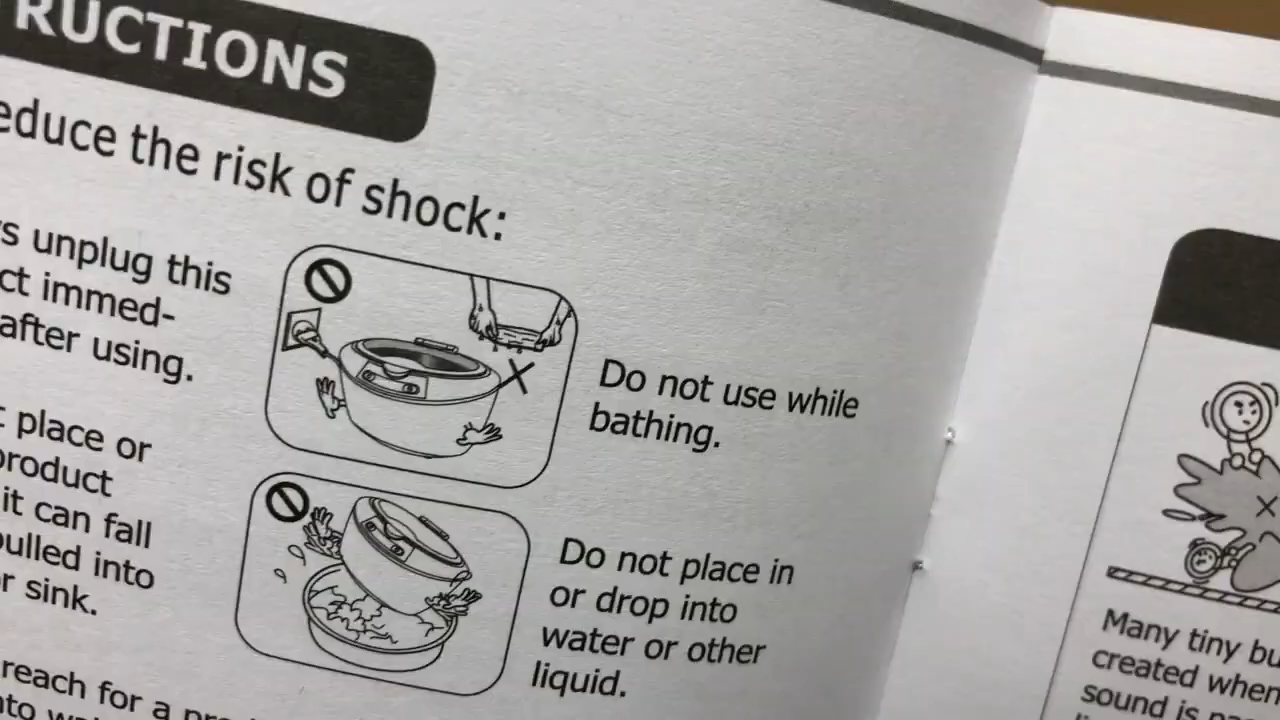 RUCTIONS
educe the risk of shock:
s unplug this
ct immed-
after using.
place or
product
it can fall
pulled into
r sink.
reach for a
Do not use while
bathing.
Do not place in
or drop into
water or other
liquid.
Many tiny bu
created when
sound is